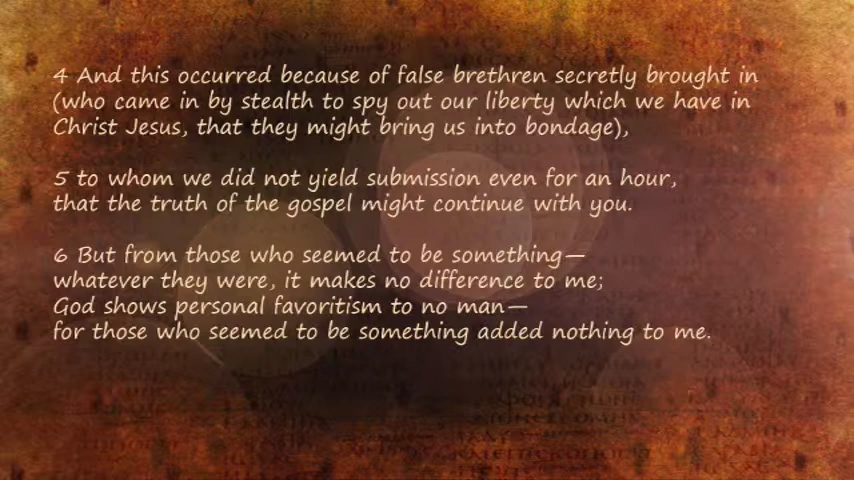 4 And this occurred because of false brethren secretly brought in
(who came in by stealth to spy out our liberty which we have in
Christ Jesus, that they might bring us into bondage),
5 to whom we did not yield submission even for an hour,
that the truth of the gospel might continue with you.
6 But from those who seemed to be something—
whatever they were, it makes no difference to me;
God shows personal favoritism to no man—
for those who seemed to be something added nothing to me.